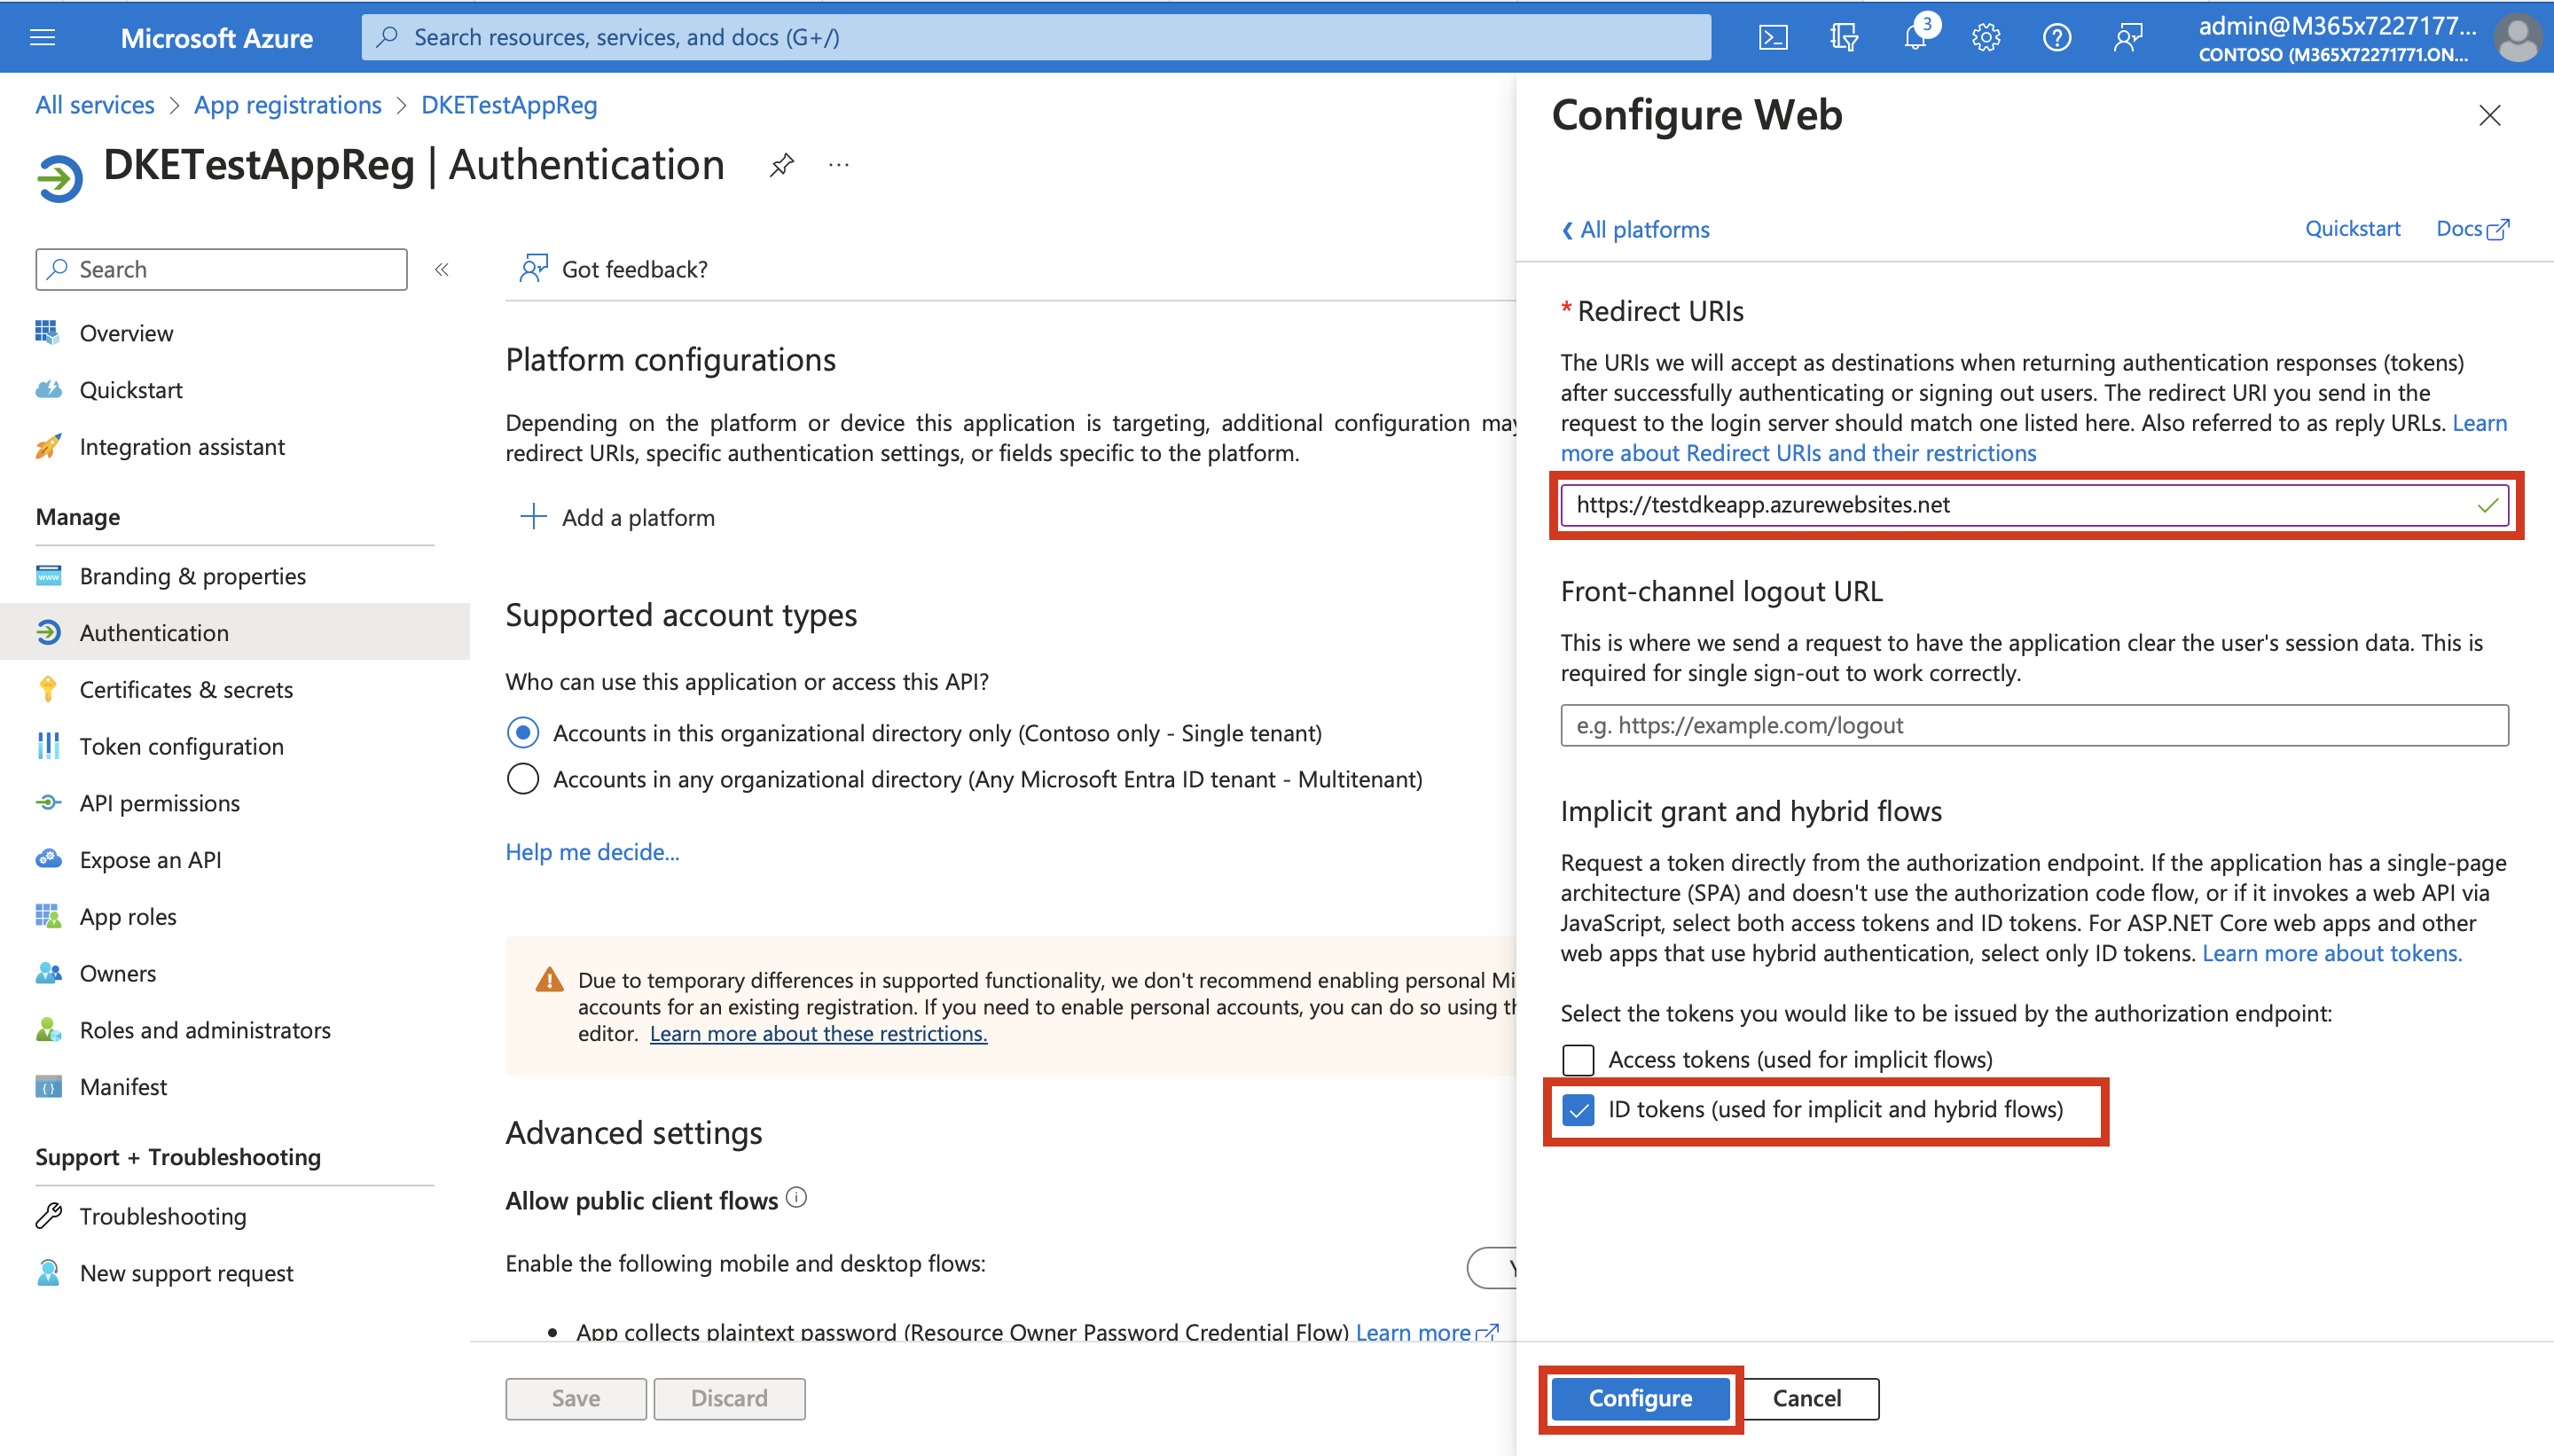 Microsoft Azure
Search resources, services, and docs (G+/)
3
admin@M365x7227177...
CONTOSO (M365X72271771.ON...
All services > App registrations > DKETestAppReg
DKETestAppReg | Authentication
...
Search
«
Overview
Quickstart
Integration assistant
Manage
Branding & properties
Authentication
Certificates & secrets
Token configuration
API permissions
Expose an API
App roles
Owners
Roles and administrators
Manifest
Support + Troubleshooting
Troubleshooting
New support request
Got feedback?
Platform configurations
Depending on the platform or device this application is targeting, additional configuration may
redirect URIs, specific authentication settings, or fields specific to the platform.
Add a platform
Supported account types
Who can use this application or access this API?
Accounts in this organizational directory only (Contoso only - Single tenant)
Accounts in any organizational directory (Any Microsoft Entra ID tenant - Multitenant)
Help me decide...
Due to temporary differences in supported functionality, we don't recommend enabling personal Mi
accounts for an existing registration. If you need to enable personal accounts, you can do so using th
editor. Learn more about these restrictions.
Advanced settings
Allow public client flows
Enable the following mobile and desktop flows:
Y
• App collects plaintext password (Resource Owner Password Credential Flow) Learn more
Save
Discard
Configure Web
All platforms
Quickstart
Docs
* Redirect URIs
The URIs we will accept as destinations when returning authentication responses (tokens)
after successfully authenticating or signing out users. The redirect URI you send in the
request to the login server should match one listed here. Also referred to as reply URLs. Learn
more about Redirect URIs and their restrictions
https://testdkeapp.azurewebsites.net
Front-channel logout URL
This is where we send a request to have the application clear the user's session data. This is
required for single sign-out to work correctly.
e.g. https://example.com/logout
Implicit grant and hybrid flows
Request a token directly from the authorization endpoint. If the application has a single-page
architecture (SPA) and doesn't use the authorization code flow, or if it invokes a web API via
JavaScript, select both access tokens and ID tokens. For ASP.NET Core web apps and other
web apps that use hybrid authentication, select only ID tokens. Learn more about tokens.
Select the tokens you would like to be issued by the authorization endpoint:
Access tokens (used for implicit flows)
ID tokens (used for implicit and hybrid flows)
Configure
Cancel